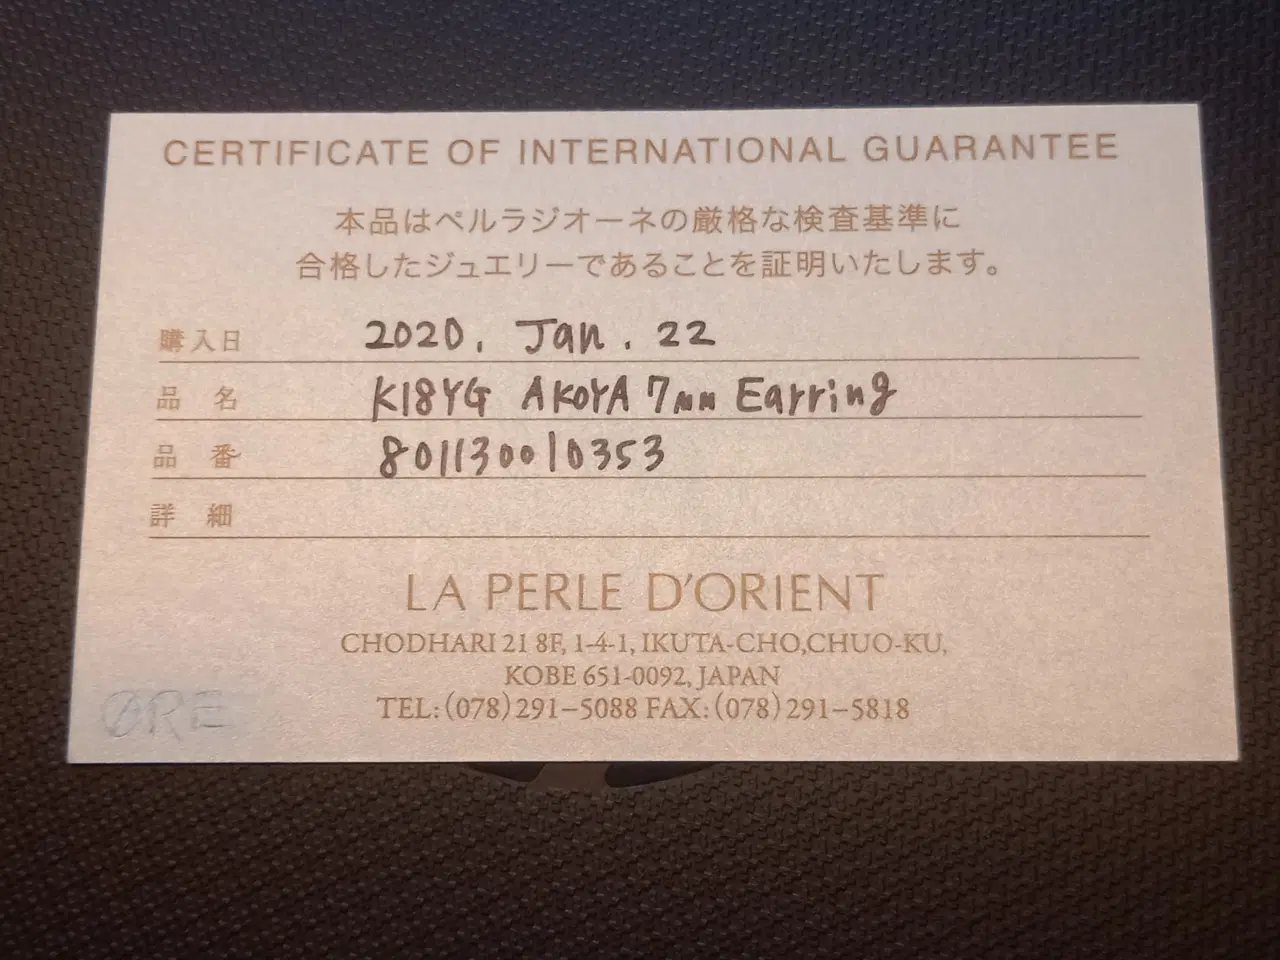 CERTIFICATE OF INTERNATIONAL GUARANTEE
本品はペルラジオーネの厳格な検査基準に
合格したジュエリーであることを証明いたします。
購入日 2020. Jan. 22
品 名 K18YG AKOYA 7mm Earring
品 番 801130010353
詳 細
LA PERLE D'ORIENT
CHODHARI 21 8F, 1-4-1, IKUTA-CHO,CHUO-KU,
KOBE 651-0092, JAPAN
TEL:(078)291−5088 FAX:(078)291−5818
ØRE